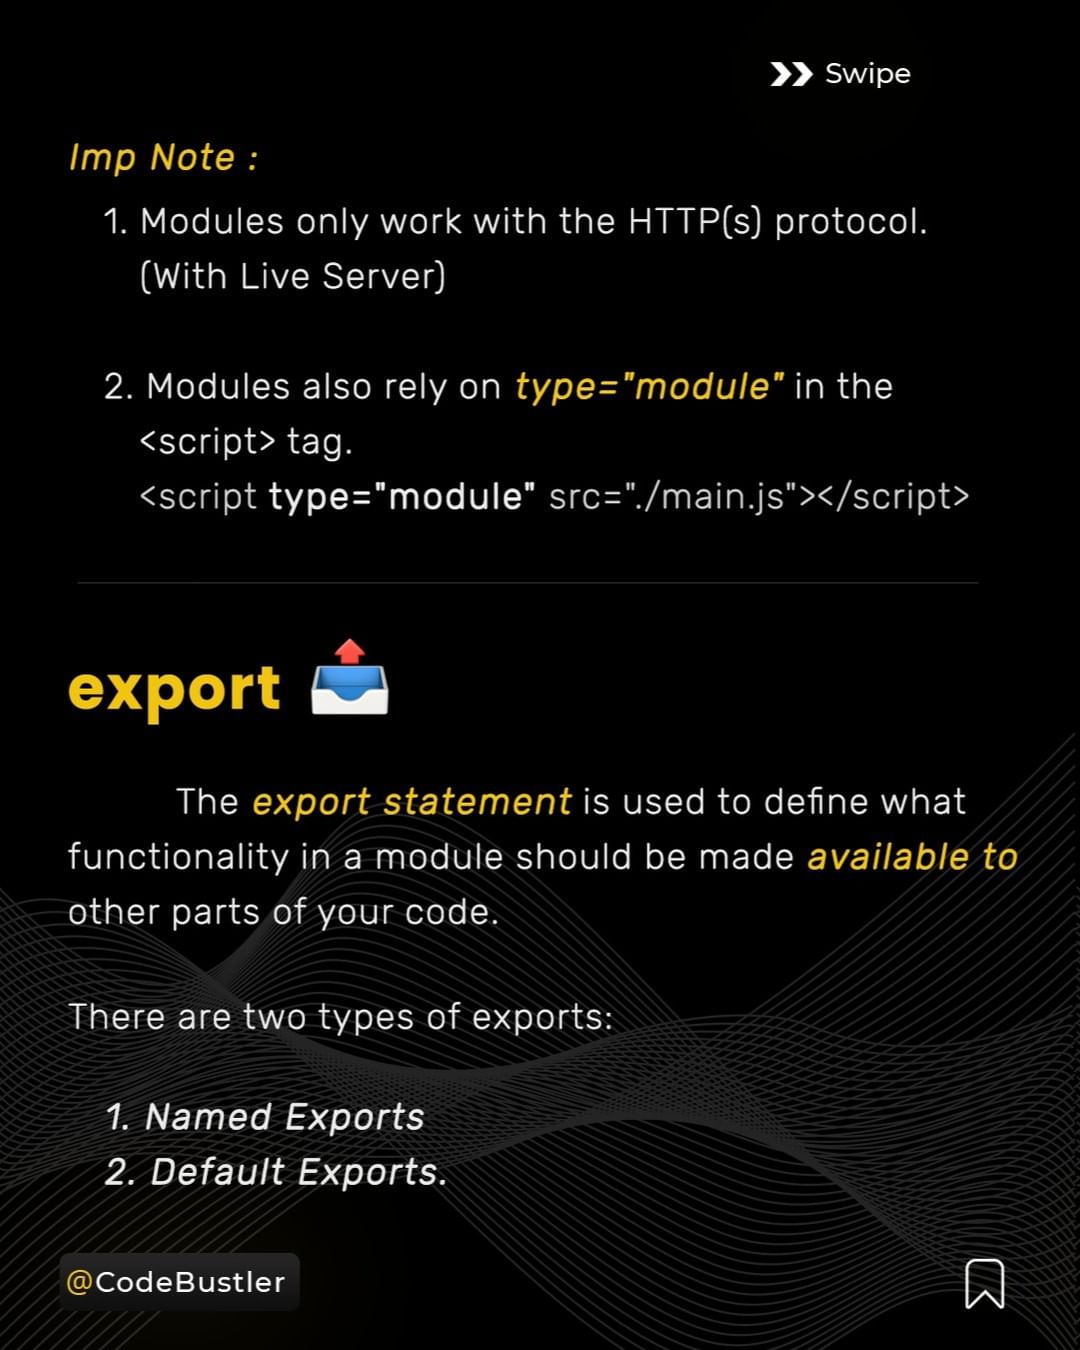 Swipe
Imp Note :
1. Modules only work with the HTTP(s) protocol.
(With Live Server)
2. Modules also rely on type="module" in the
<script> tag.
<script type="module" src="./main.js"></script>
export
The export statement is used to define what
functionality in a module should be made available to
other parts of your code.
There are two types of exports:
1. Named Exports
2. Default Exports.
@CodeBustler